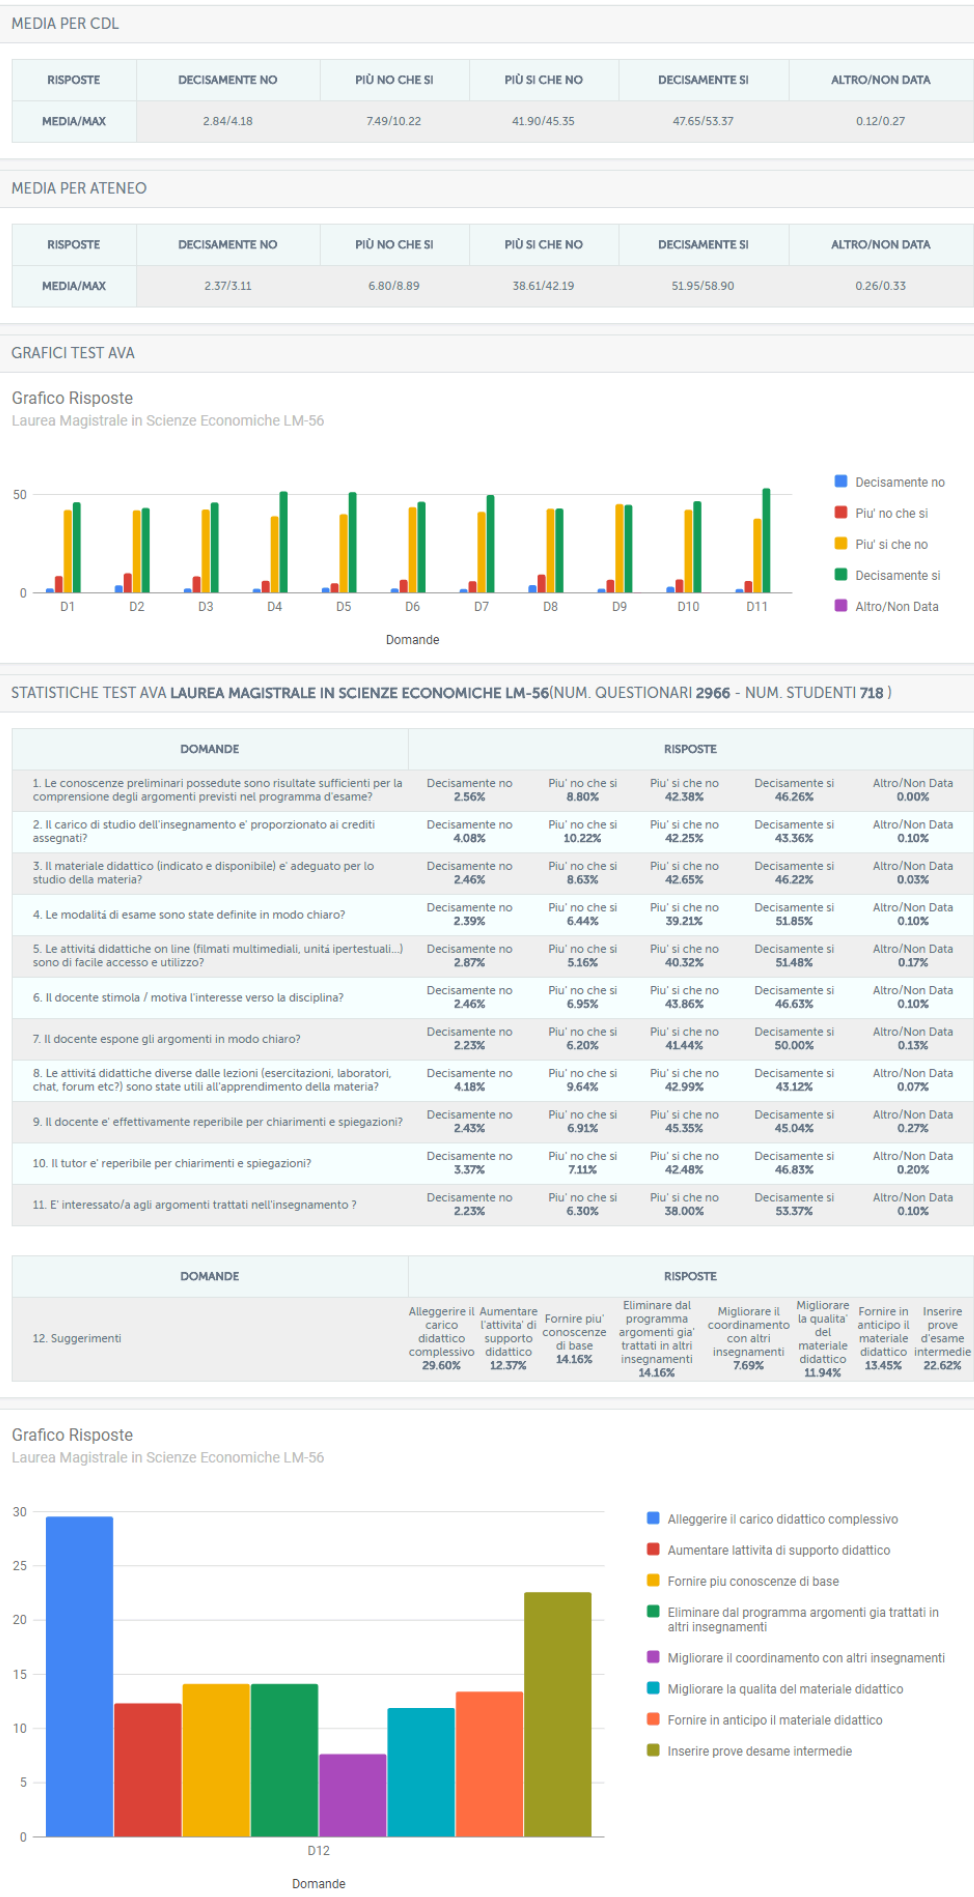 MEDIA PER CDL
RISPOSTE DECISAMENTE NO PIÙ NO CHE SI PIÙ SI CHE NO DECISAMENTE SI ALTRO/NON DATA
MEDIA/MAX 2.84/4.18 7.49/10.22 41.90/45.35 47.65/53.37 0.12/0.27
MEDIA PER ATENEO
RISPOSTE DECISAMENTE NO PIÙ NO CHE SI PIÙ SI CHE NO DECISAMENTE SI ALTRO/NON DATA
MEDIA/MAX 2.37/3.11 6.80/8.89 38.61/42.19 51.95/58.90 0.26/0.33
GRAFICI TEST AVA
Grafico Risposte
Laurea Magistrale in Scienze Economiche LM-56
50
0
D1 D2 D3 D4 D5 D6 D7 D8 D9 D10 D11
Domande
Decisamente no
Piu' no che si
Piu' si che no
Decisamente si
Altro/Non Data
STATISTICHE TEST AVA LAUREA MAGISTRALE IN SCIENZE ECONOMICHE LM-56(NUM. QUESTIONARI 2966 - NUM. STUDENTI 718 )
DOMANDE RISPOSTE
1. Le conoscenze preliminari possedute sono risultate sufficienti per la
comprensione degli argomenti previsti nel programma d'esame?
Decisamente no Piu' no che si Piu' si che no Decisamente si Altro/Non Data
2.56% 8.80% 42.38% 46.26% 0.00%
2. Il carico di studio dell'insegnamento e' proporzionato ai crediti
assegnati?
Decisamente no Piu' no che si Piu' si che no Decisamente si Altro/Non Data
4.08% 10.22% 42.25% 43.36% 0.10%
3. Il materiale didattico (indicato e disponibile) e' adeguato per lo
studio della materia?
Decisamente no Piu' no che si Piu' si che no Decisamente si Altro/Non Data
2.46% 8.63% 42.65% 46.22% 0.03%
4. Le modalitá di esame sono state definite in modo chiaro?
Decisamente no Piu' no che si Piu' si che no Decisamente si Altro/Non Data
2.39% 6.44% 39.21% 51.85% 0.10%
5. Le attivitá didattiche on line (filmati multimediali, unitá ipertestuali...)
sono di facile accesso e utilizzo?
Decisamente no Piu' no che si Piu' si che no Decisamente si Altro/Non Data
2.87% 5.16% 40.32% 51.48% 0.17%
6. Il docente stimola / motiva l'interesse verso la disciplina?
Decisamente no Piu' no che si Piu' si che no Decisamente si Altro/Non Data
2.46% 6.95% 43.86% 46.63% 0.10%
7. Il docente espone gli argomenti in modo chiaro?
Decisamente no Piu' no che si Piu' si che no Decisamente si Altro/Non Data
2.23% 6.20% 41.44% 50.00% 0.13%
8. Le attivitá didattiche diverse dalle lezioni (esercitazioni, laboratori,
chat, forum etc?) sono state utili all'apprendimento della materia?
Decisamente no Piu' no che si Piu' si che no Decisamente si Altro/Non Data
4.18% 9.64% 42.99% 43.12% 0.07%
9. Il docente e' effettivamente reperibile per chiarimenti e spiegazioni?
Decisamente no Piu' no che si Piu' si che no Decisamente si Altro/Non Data
2.43% 6.91% 45.35% 45.04% 0.27%
10. Il tutor e' reperibile per chiarimenti e spiegazioni?
Decisamente no Piu' no che si Piu' si che no Decisamente si Altro/Non Data
3.37% 7.11% 42.48% 46.83% 0.20%
11. E' interessato/a agli argomenti trattati nell'insegnamento ?
Decisamente no Piu' no che si Piu' si che no Decisamente si Altro/Non Data
2.23% 6.30% 38.00% 53.37% 0.10%
DOMANDE RISPOSTE
12. Suggerimenti
Alleggerire il
carico
didattico
complessivo
29.60%
Aumentare
l'attivita' di
supporto
didattico
12.37%
Fornire piu'
conoscenze
di base
14.16%
Eliminare dal
programma
argomenti gia'
trattati in altri
insegnamenti
14.16%
Migliorare il
coordinamento
con altri
insegnamenti
7.69%
Migliorare
la qualita'
del
materiale
didattico
11.94%
Fornire in
anticipo il
materiale
didattico
13.45%
Inserire
prove
d'esame
intermedie
22.62%
Grafico Risposte
Laurea Magistrale in Scienze Economiche LM-56
30
25
20
15
10
5
0
D12
Domande
Alleggerire il carico didattico complessivo
Aumentare lattivita di supporto didattico
Fornire piu conoscenze di base
Eliminare dal programma argomenti gia trattati in
altri insegnamenti
Migliorare il coordinamento con altri insegnamenti
Migliorare la qualita del materiale didattico
Fornire in anticipo il materiale didattico
Inserire prove desame intermedie